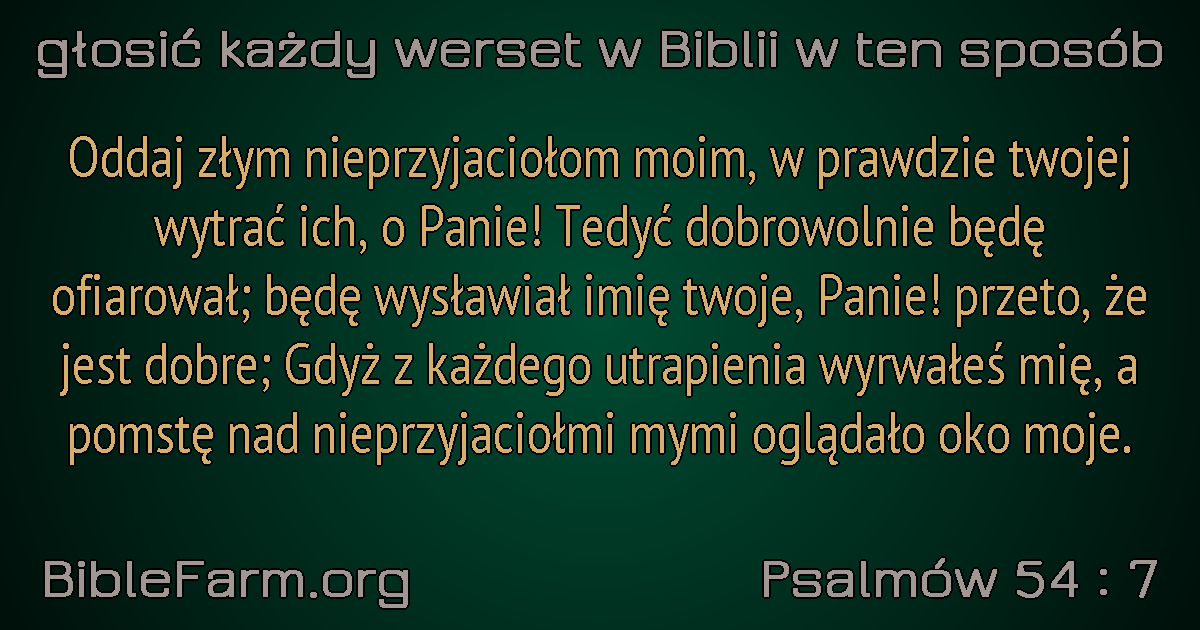 głosić każdy werset w Biblii w ten sposób
Oddaj złym nieprzyjaciołom moim, w prawdzie twojej
wytrać ich, o Panie! Tedyć dobrowolnie będę
ofiarował; będę wysławiał imię twoje, Panie! przeto, że
jest dobre; Gdyż z każdego utrapienia wyrwałeś mię, a
pomstę nad nieprzyjaciołmi mymi oglądało oko moje.
BibleFarm.org
Psalmów 54 : 7